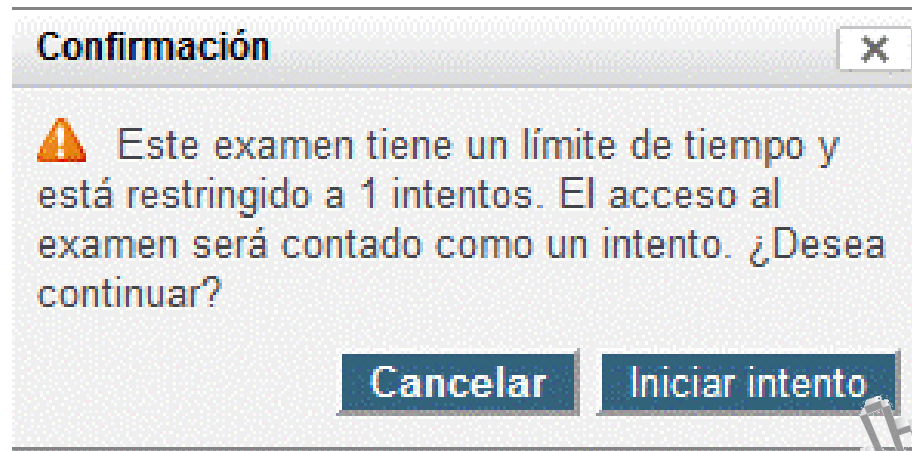 Confirmación
Este examen tiene un límite de tiempo y
está restringido a 1 intentos. El acceso al
examen será contado como un intento. ¿Desea
continuar?
Cancelar Iniciar intento